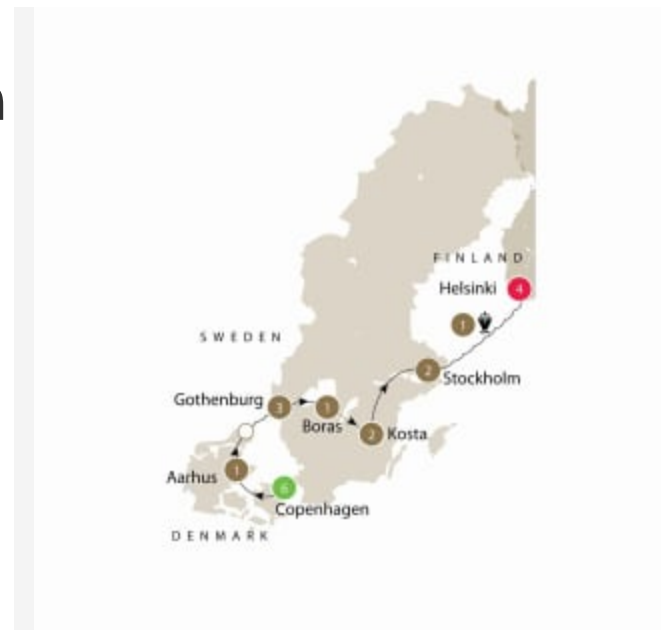 FINLAND
Helsinki 4
1
SWEDEN
2
Stockholm
Gothenburg 3
1
Boras
2 Kosta
Aarhus 1
6
Copenhagen
DENMARK